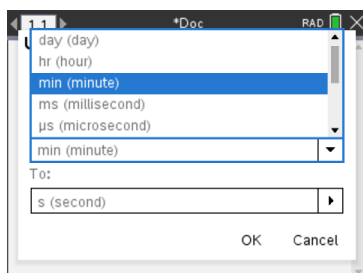 1.1
*Doc
RAD
day (day)
hr (hour)
min (minute)
ms (millisecond)
µs (microsecond)
min (minute)
To:
s (second)
OK
Cancel